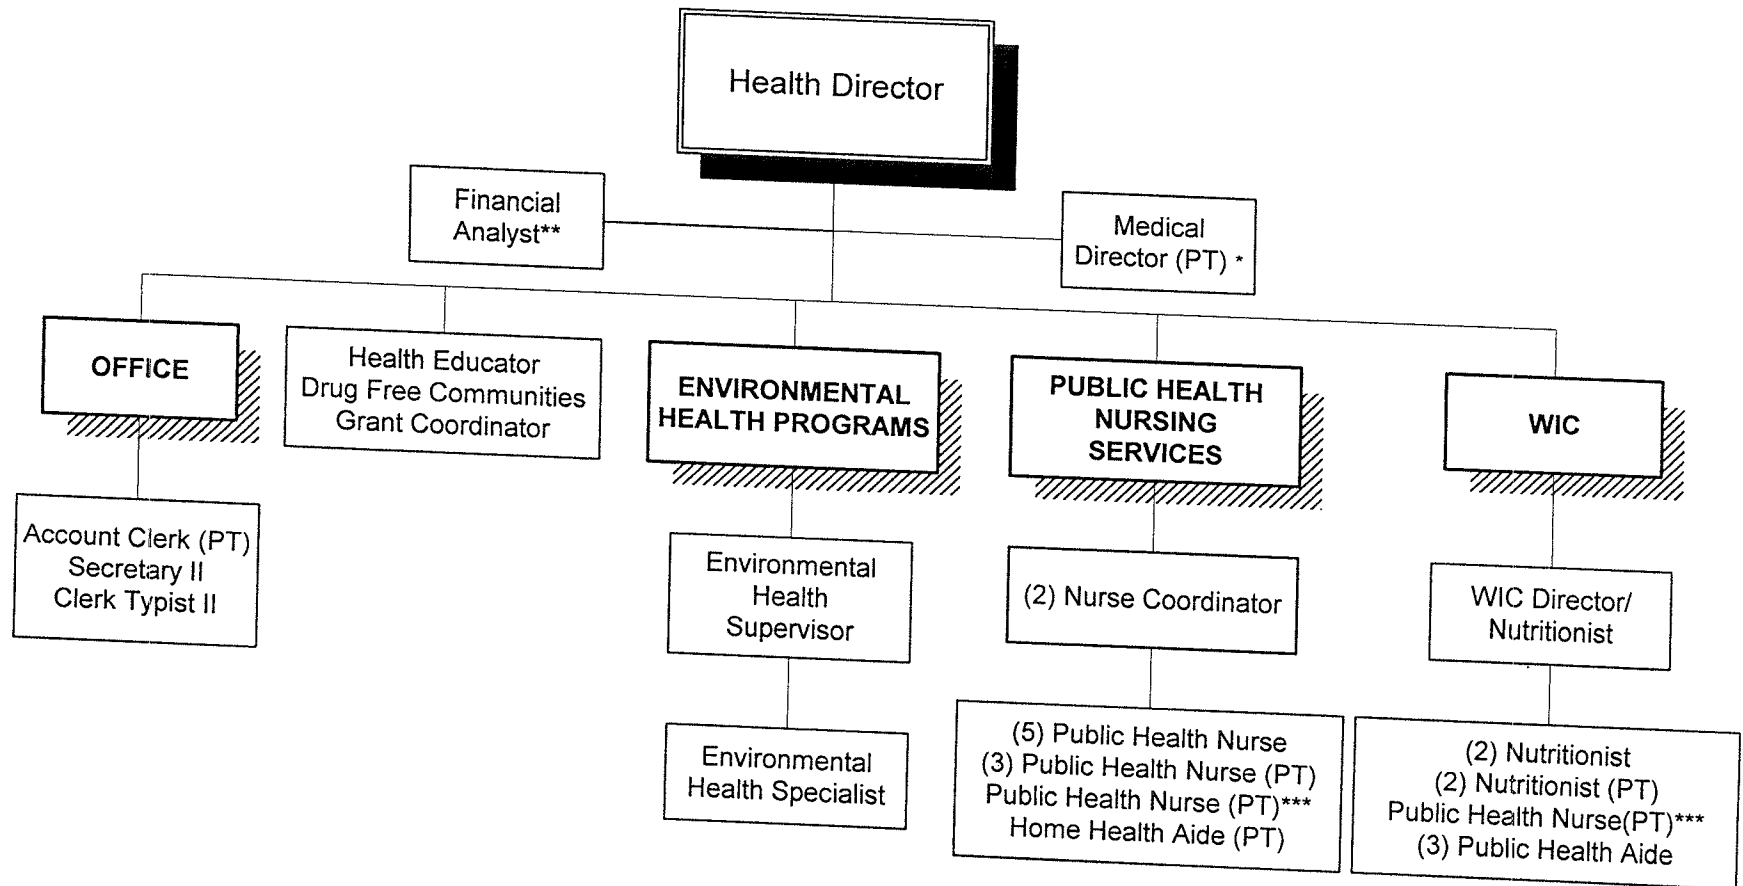 Health Director
Financial
Analyst**
Medical
Director (PT) *
OFFICE
Health Educator
Drug Free Communities
Grant Coordinator
ENVIRONMENTAL
HEALTH PROGRAMS
PUBLIC HEALTH
NURSING
SERVICES
WIC
Account Clerk (PT)
Secretary II
Clerk Typist II
Environmental
Health
Supervisor
(2) Nurse Coordinator
WIC Director/
Nutritionist
Environmental
Health Specialist
(5) Public Health Nurse
(3) Public Health Nurse (PT)
Public Health Nurse (PT)***
Home Health Aide (PT)
(2) Nutritionist
(2) Nutritionist (PT)
Public Health Nurse(PT)***
(3) Public Health Aide